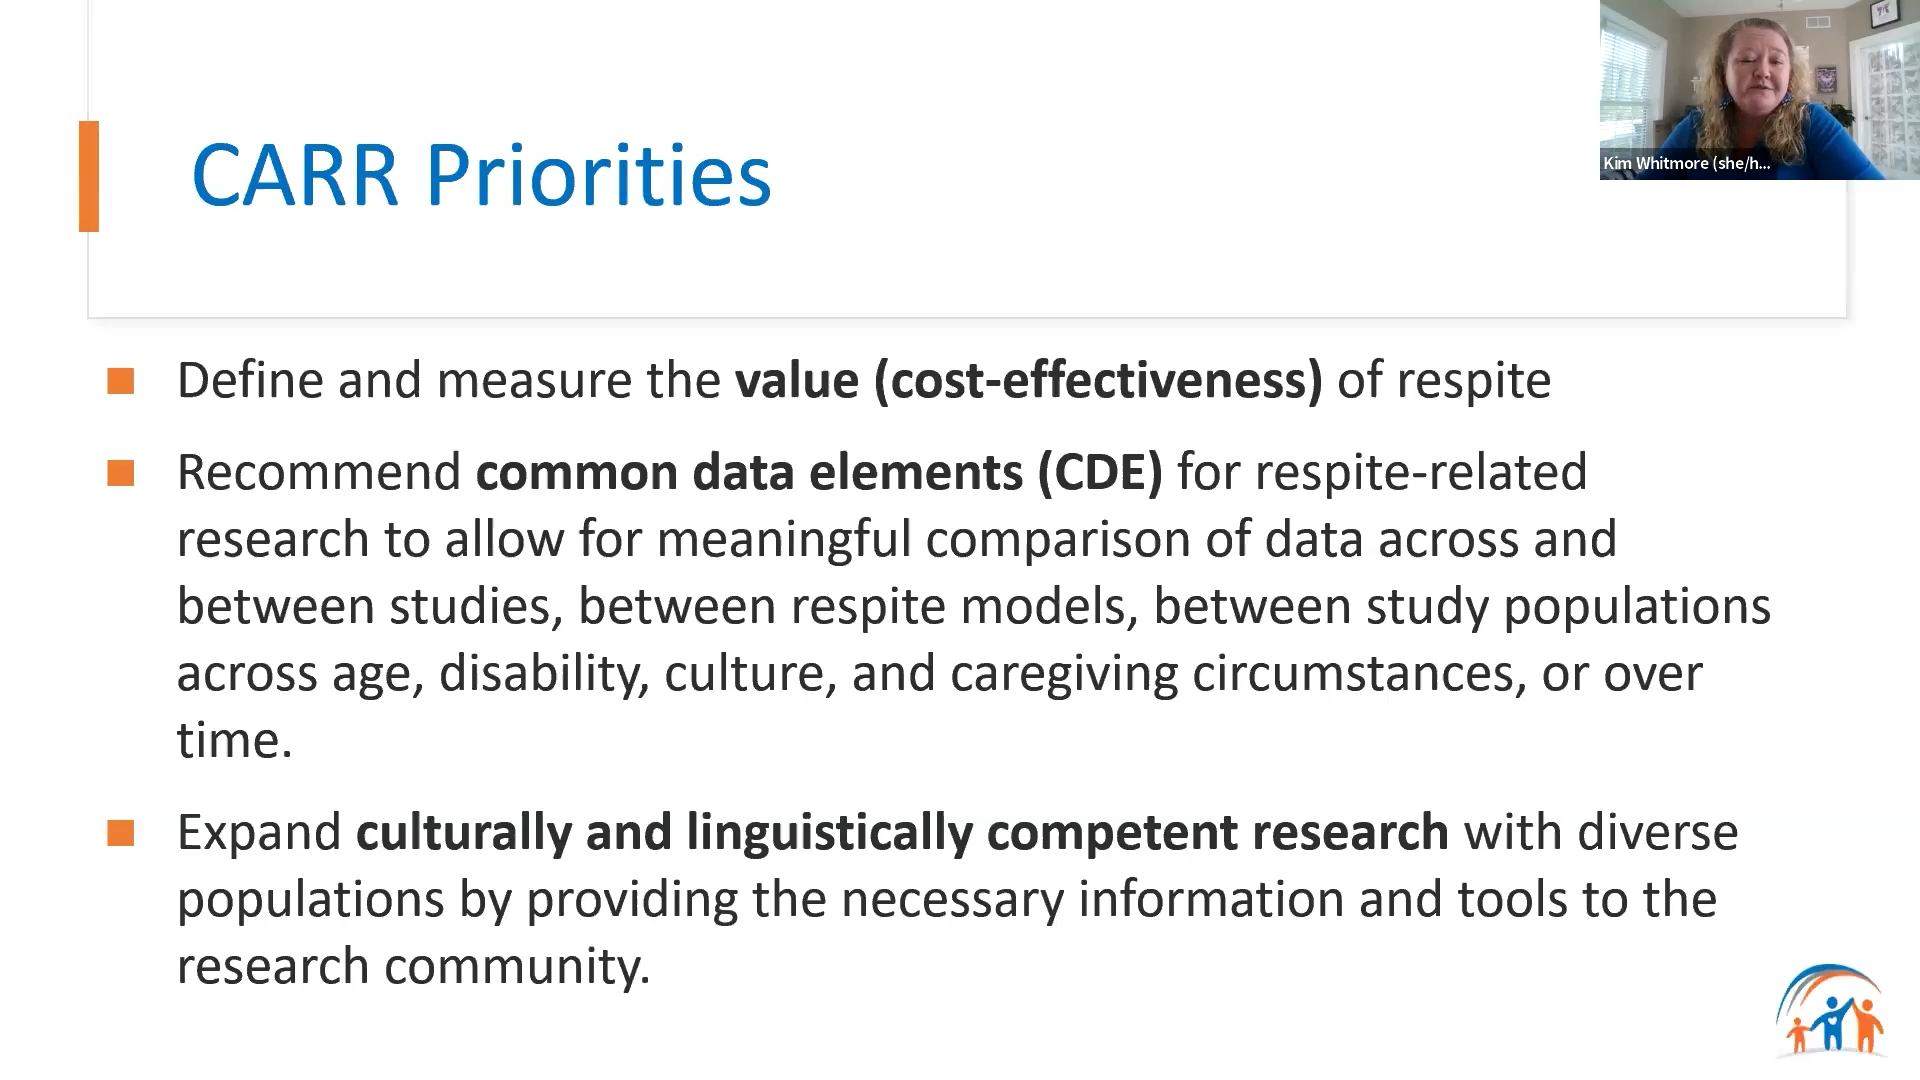 CARR Priorities
Kim Whitmore (she/h...
Define and measure the value (cost-effectiveness) of respite
Recommend common data elements (CDE) for respite-related
research to allow for meaningful comparison of data across and
between studies, between respite models, between study populations
across age, disability, culture, and caregiving circumstances, or over
time.
Expand culturally and linguistically competent research with diverse
populations by providing the necessary information and tools to the
research community.